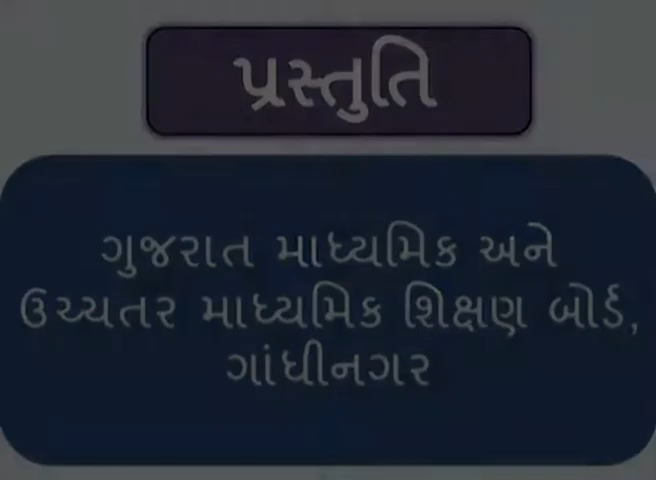 પ્રસ્તુતિ
ગુજરાત માધ્યમિક અને
ઉચ્ચતર માધ્યમિક શિક્ષણ બોર્ડ,
ગાંધીનગર